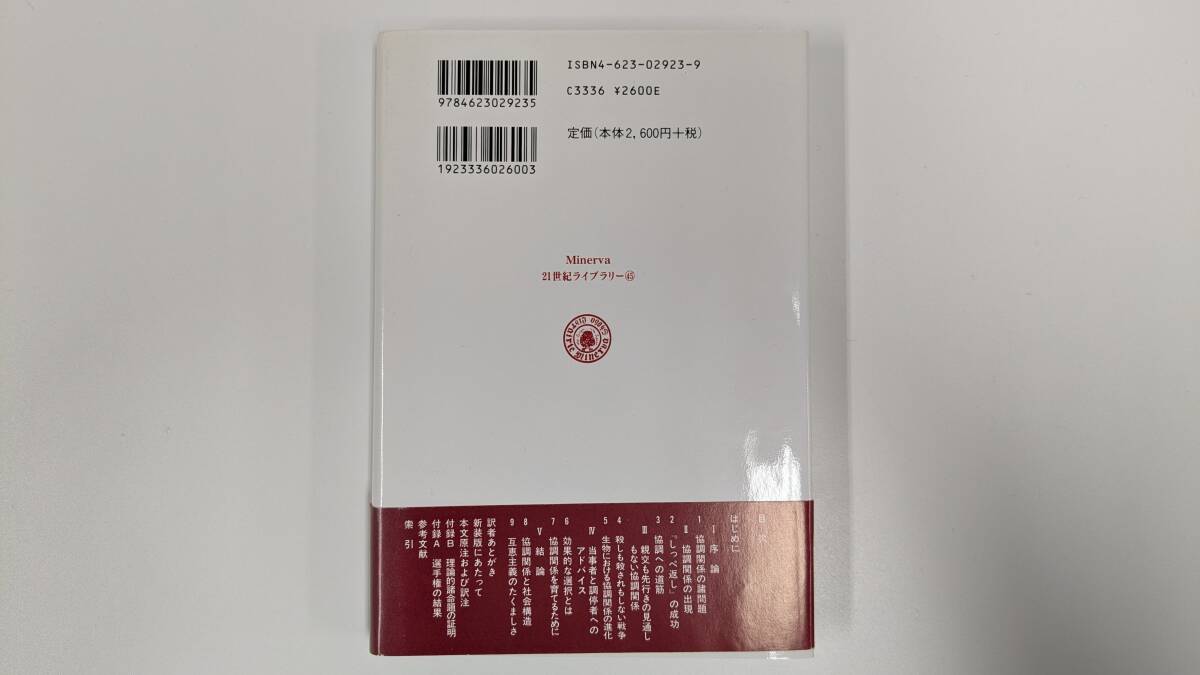 ISBN4-623-02923-9
C3336 ¥2600E
9784623029235
定価(本体2,600円+税)
1923336026003
Minerva
21世紀ライブラリー㊺
目次
はじめに
Ⅰ 序論
1 協調関係の諸問題
Ⅱ 協調関係の出現
2 『しっぺ返し』の成功
3 協調への道筋
Ⅲ 親交も先行きの見通し
もない協調関係
4 殺しも殺されもしない戦争
5 生物における協調関係の進化
Ⅳ 当事者と調停者への
アドバイス
6 効果的な選択とは
7 協調関係を育てるために
Ⅴ 結論
8 協調関係と社会構造
9 互恵主義のたくましさ
訳者あとがき
新装版にあたって
本文原注および訳注
付録B 理論的諸命題の証明
付録A 選手権の結果
参考文献
索引